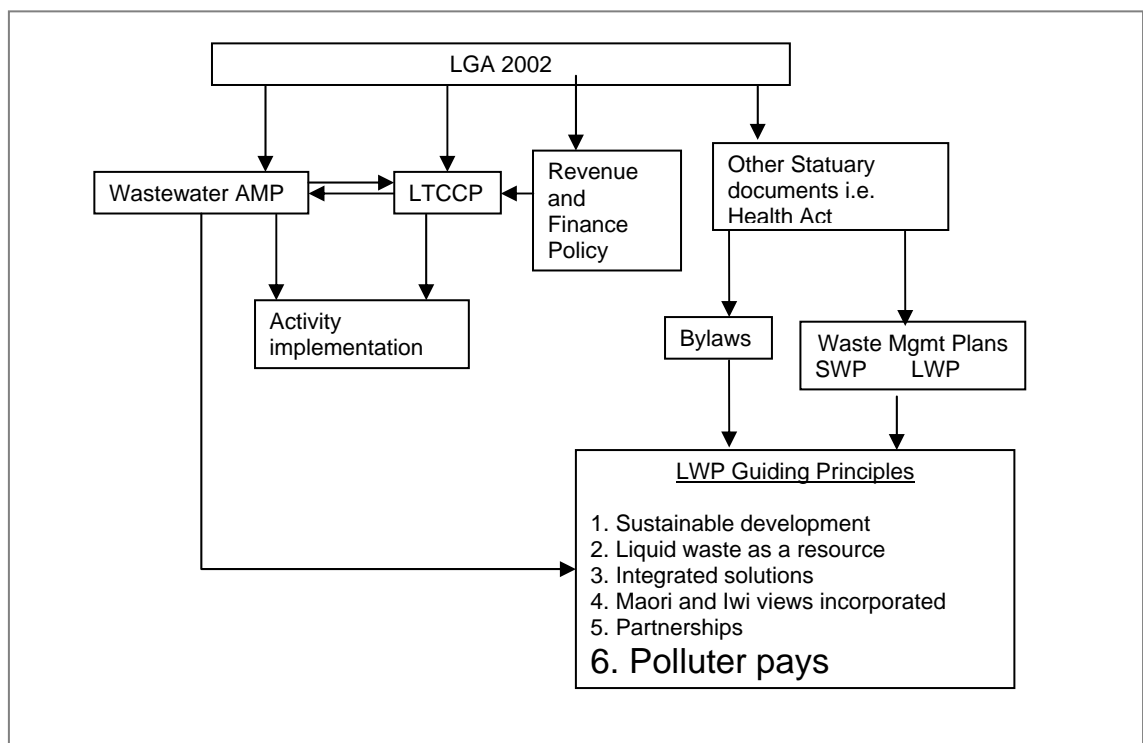 LGA 2002
Wastewater AMP
LTCCP
Revenue
and
Finance
Policy
Other Statuary
documents i.e.
Health Act
Activity
implementation
Bylaws
Waste Mgmt Plans
SWP LWP
LWP Guiding Principles
1. Sustainable development
2. Liquid waste as a resource
3. Integrated solutions
4. Maori and Iwi views incorporated
5. Partnerships
6. Polluter pays